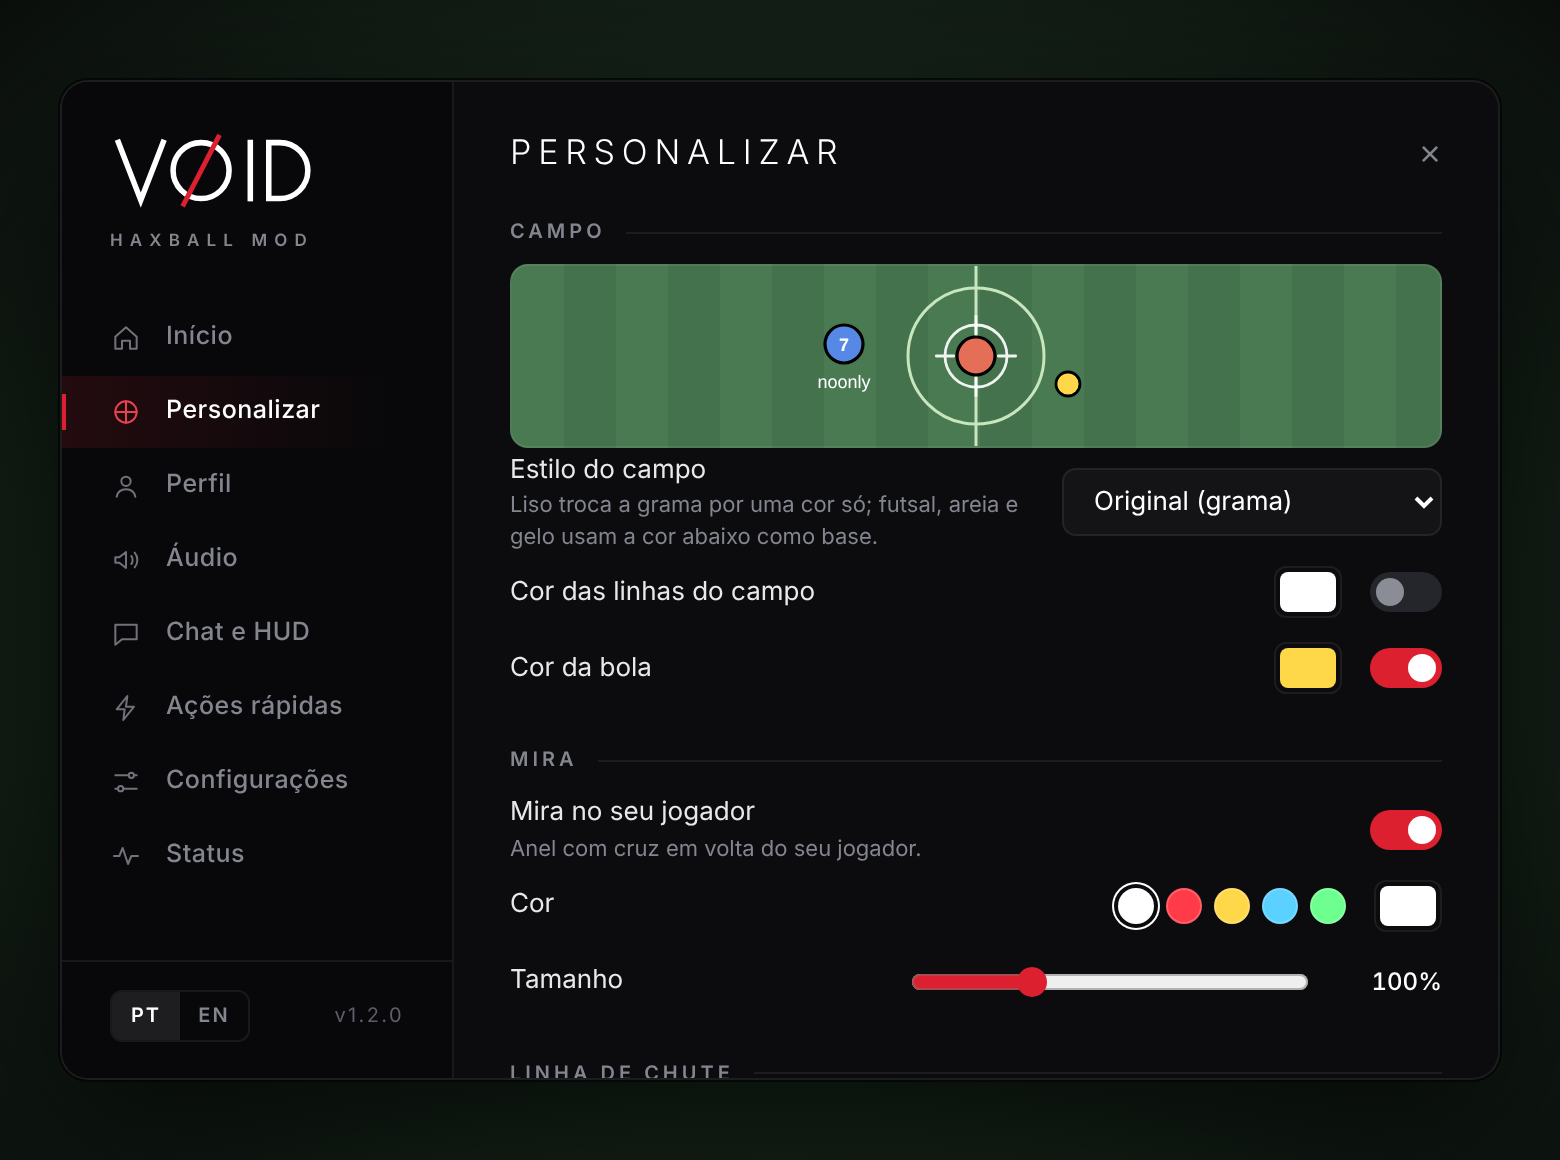 VOID
HAXBALL MOD
Início
Personalizar
Perfil
Áudio
Chat e HUD
Ações rápidas
Configurações
Status
PT EN v1.2.0
PERSONALIZAR
CAMPO
7
noonly
Estilo do campo
Liso troca a grama por uma cor só; futsal, areia e
gelo usam a cor abaixo como base.
Original (grama)
Cor das linhas do campo
Cor da bola
MIRA
Mira no seu jogador
Anel com cruz em volta do seu jogador.
Cor
Tamanho
100%
LINHA DE CHUTE